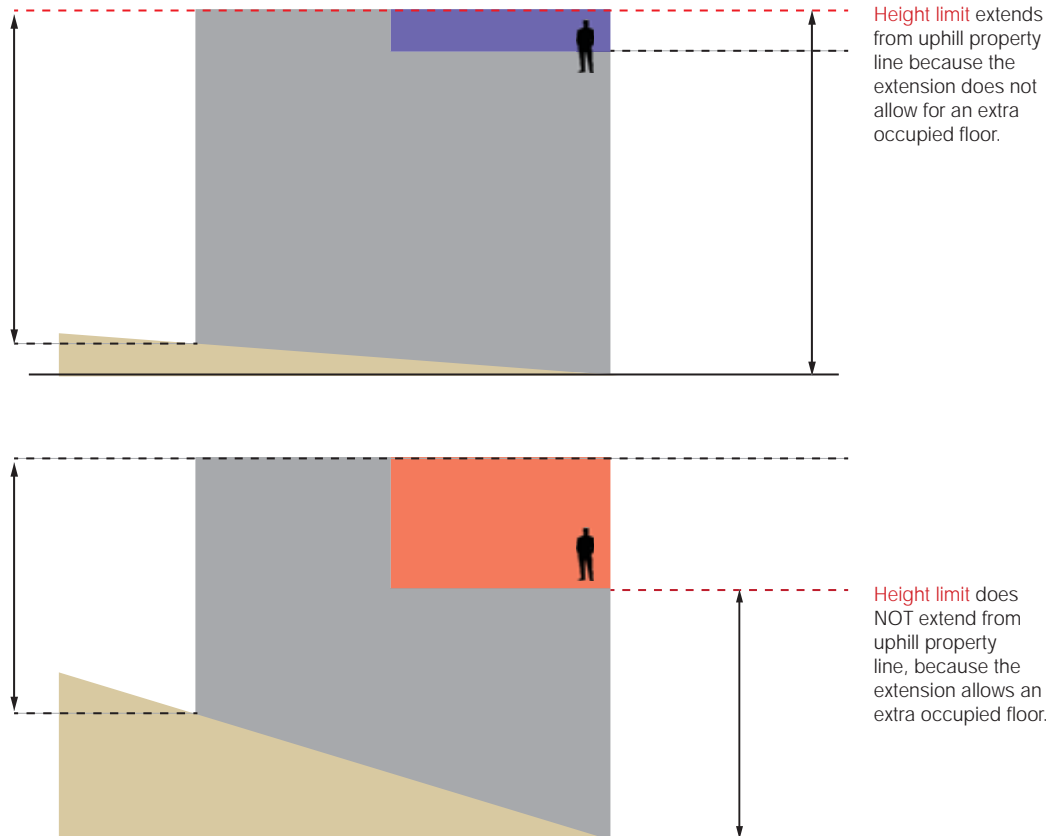 Height limit extends
from uphill property
line because the
extension does not
allow for an extra
occupied floor.
Height limit does
NOT extend from
uphill property
line, because the
extension allows an
extra occupied floor.